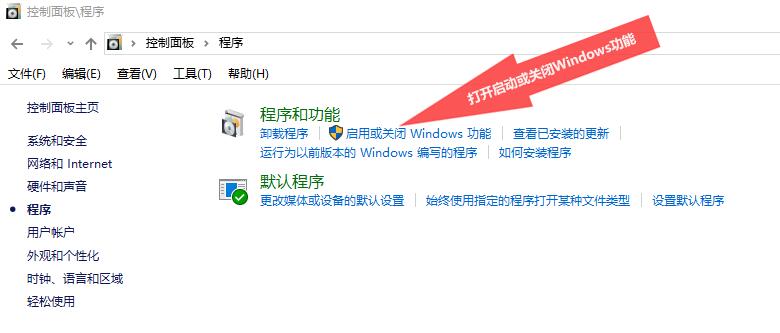 控制面板\程序
控制面板 > 程序
文件(F) 编辑(E) 查看(V) 工具(T) 帮助(H)
打开启动或关闭Windows功能
控制面板主页
系统和安全
网络和 Internet
硬件和声音
程序
用户帐户
外观和个性化
时钟、语言和区域
轻松使用
程序和功能
卸载程序 启用或关闭 Windows 功能 查看已安装的更新
运行为以前版本的 Windows 编写的程序 如何安装程序
默认程序
更改媒体或设备的默认设置 始终使用指定的程序打开某种文件类型 设置默认程序